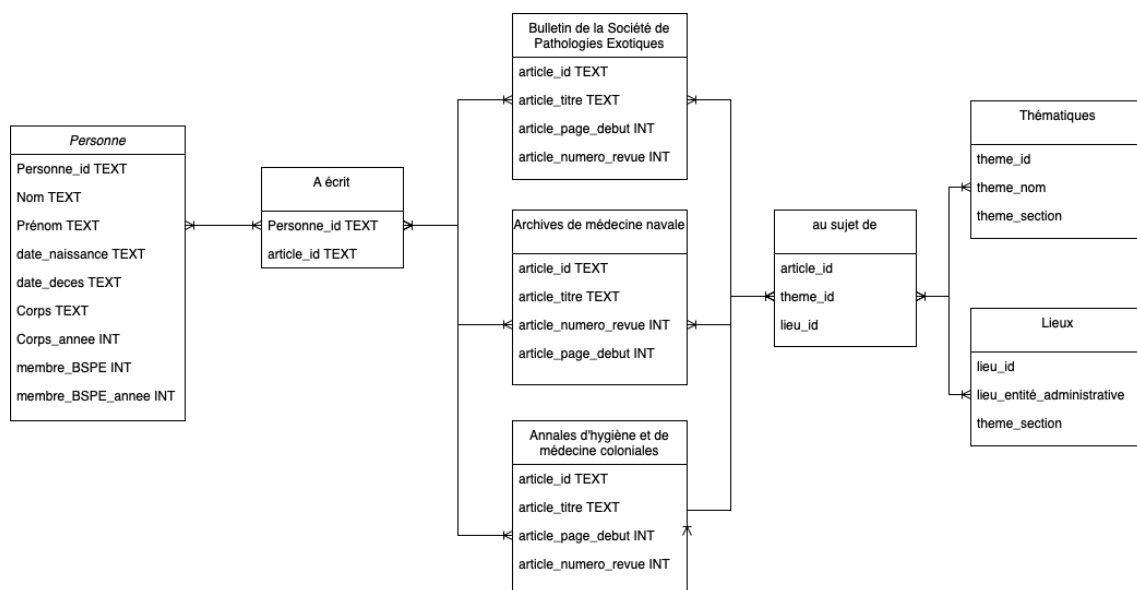 Personne
Personne_id TEXT
Nom TEXT
Prénom TEXT
date_naissance TEXT
date_deces TEXT
Corps TEXT
Corps_annee INT
membre_BSPE INT
membre_BSPE_annee INT
A écrit
Personne_id TEXT
article_id TEXT
Bulletin de la Société de
Pathologies Exotiques
article_id TEXT
article_titre TEXT
article_page_debut INT
article_numero_revue INT
Archives de médecine navale
article_id TEXT
article_titre TEXT
article_numero_revue INT
article_page_debut INT
Annales d'hygiène et de
médecine coloniales
article_id TEXT
article_titre TEXT
article_page_debut INT
article_numero_revue INT
au sujet de
article_id
theme_id
lieu_id
Thématiques
theme_id
theme_nom
theme_section
Lieux
lieu_id
lieu_entité_administrative
theme_section